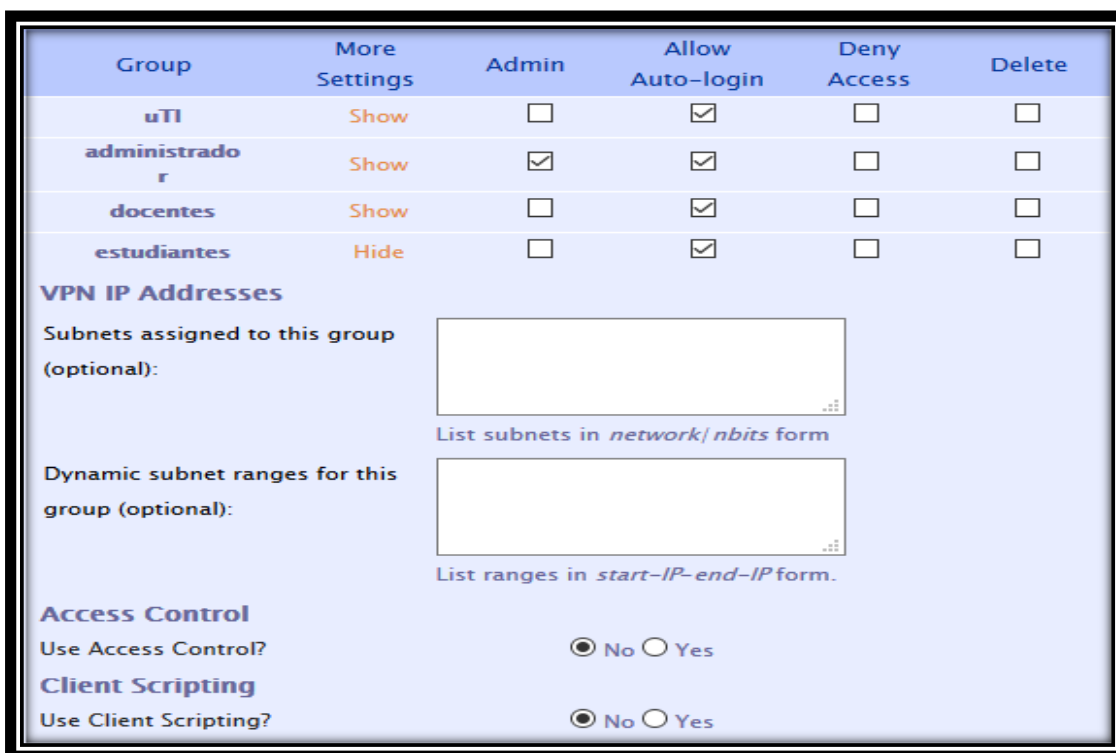 Group More Settings Admin Allow Auto-login Deny Access Delete
uTI Show
administrado
r Show
docentes Show
estudiantes Hide
VPN IP Addresses
Subnets assigned to this group
(optional):
List subnets in network/nbits form
Dynamic subnet ranges for this
group (optional):
List ranges in start-IP-end-IP form.
Access Control
Use Access Control? No Yes
Client Scripting
Use Client Scripting? No Yes